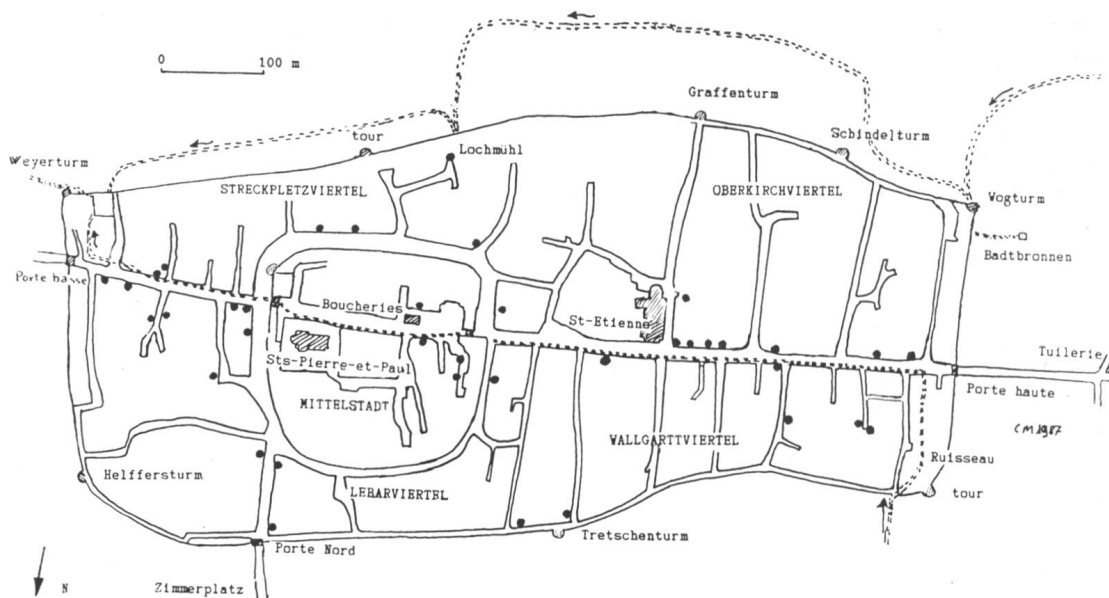 0 100 m
Graffenturm
Schindelturm
tour
Lochmühl
Weyerturm
STRECKPLETZVIERTEL
OBERKIRCHVIERTEL
Vogturm
Badtbronnen
Porte basse
Boucheries
St-Etienne
Tuilerie
Sts-Pierre-et-Paul
Porte haute
MITTELSTADT
CM 1987
WALLGARTTVIERTEL
Ruisseau
Helffersturm
LEBARVIERTEL
tour
Tretschenturm
Porte Nord
N
Zimmerplatz